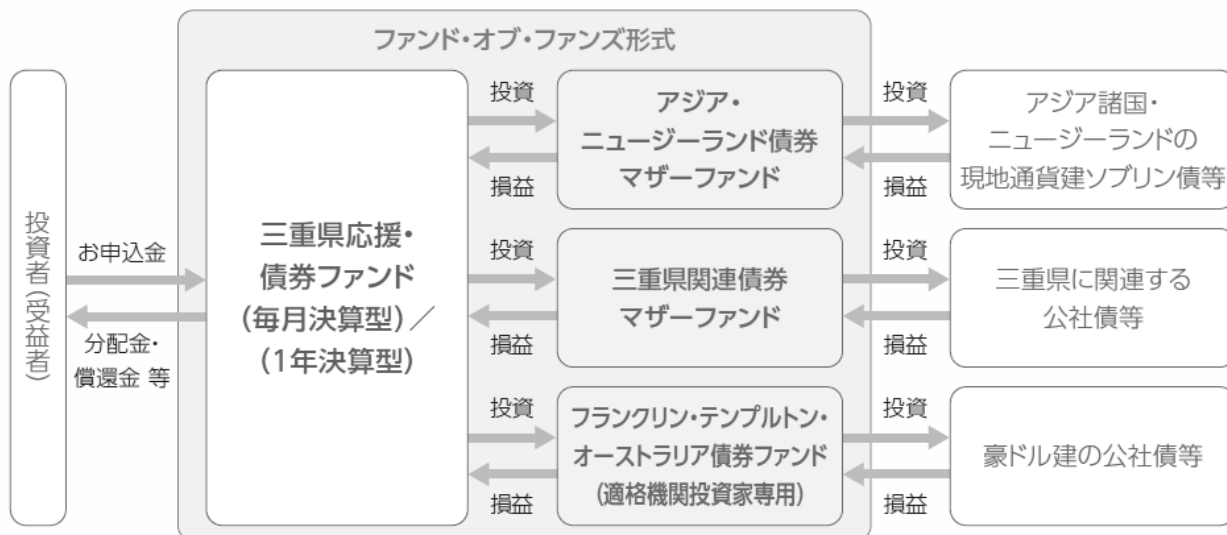 ファンド・オブ・ファンズ形式
投資者(受益者)
お申込金
分配金・
償還金 等
三重県応援・
債券ファンド
(毎月決算型)／
(1年決算型)
投資
損益
アジア・
ニュージーランド債券
マザーファンド
投資
損益
アジア諸国・
ニュージーランドの
現地通貨建ソブリン債等
投資
損益
三重県関連債券
マザーファンド
投資
損益
三重県に関連する
公社債等
投資
損益
フランクリン・テンプルトン・
オーストラリア債券ファンド
(適格機関投資家専用)
投資
損益
豪ドル建の公社債等